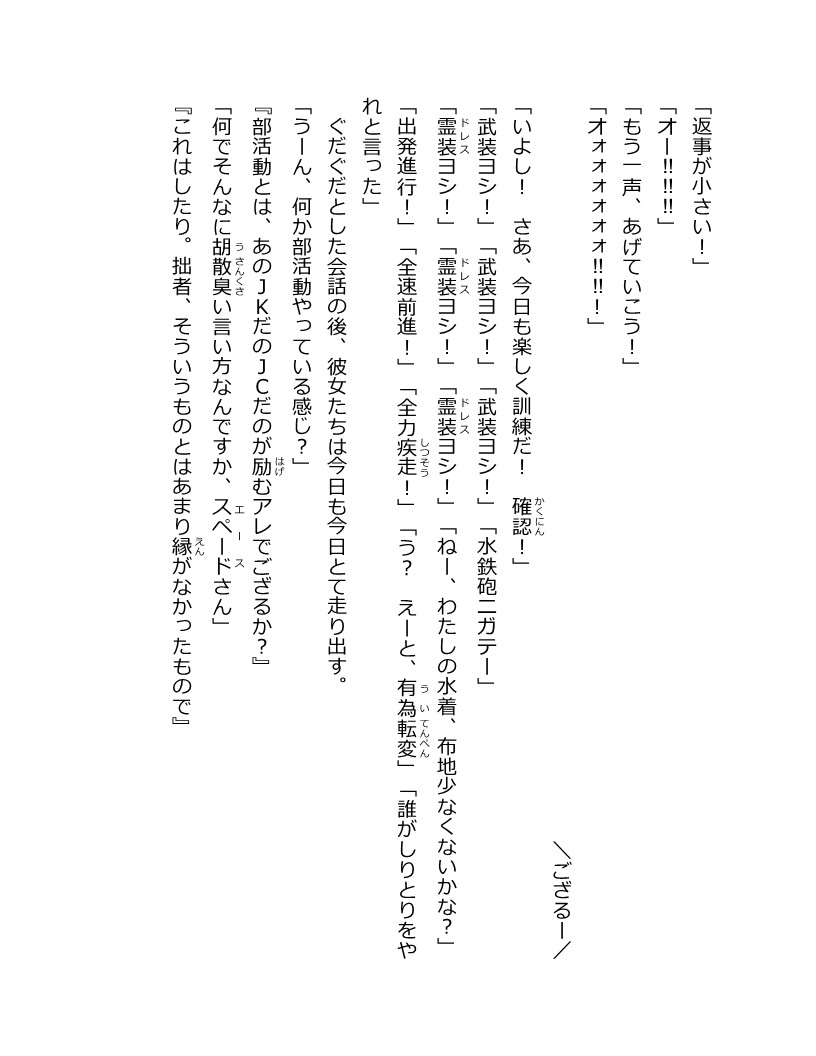 「返事が小さい！」
「オー!!!!!!」
「もう一声、あげていこう！」
「オォォォォォォ!!!!！」
＼ござるー／
「いよし！　さあ、今日も楽しく訓練だ！　確認！」
「武装ヨシ！」「武装ヨシ！」「武装ヨシ！」「水鉄砲ニガテー」
「霊装ヨシ！」「霊装ヨシ！」「霊装ヨシ！」「ねー、わたしの水着、布地少なくないかな？」
「出発進行！」「全速前進！」「全力疾走！」「う？　えーと、有為転変」「誰がしりとりをや
れと言った」
　ぐだぐだとした会話の後、彼女たちは今日も今日とて走り出す。
「うーん、何か部活動やっている感じ？」
『部活動とは、あのＪＫだのＪＣだのが励むアレでござるか？』
「何でそんなに胡散臭い言い方なんですか、スペードさん」
『これはしたり。拙者、そういうものとはあまり縁がなかったもので』